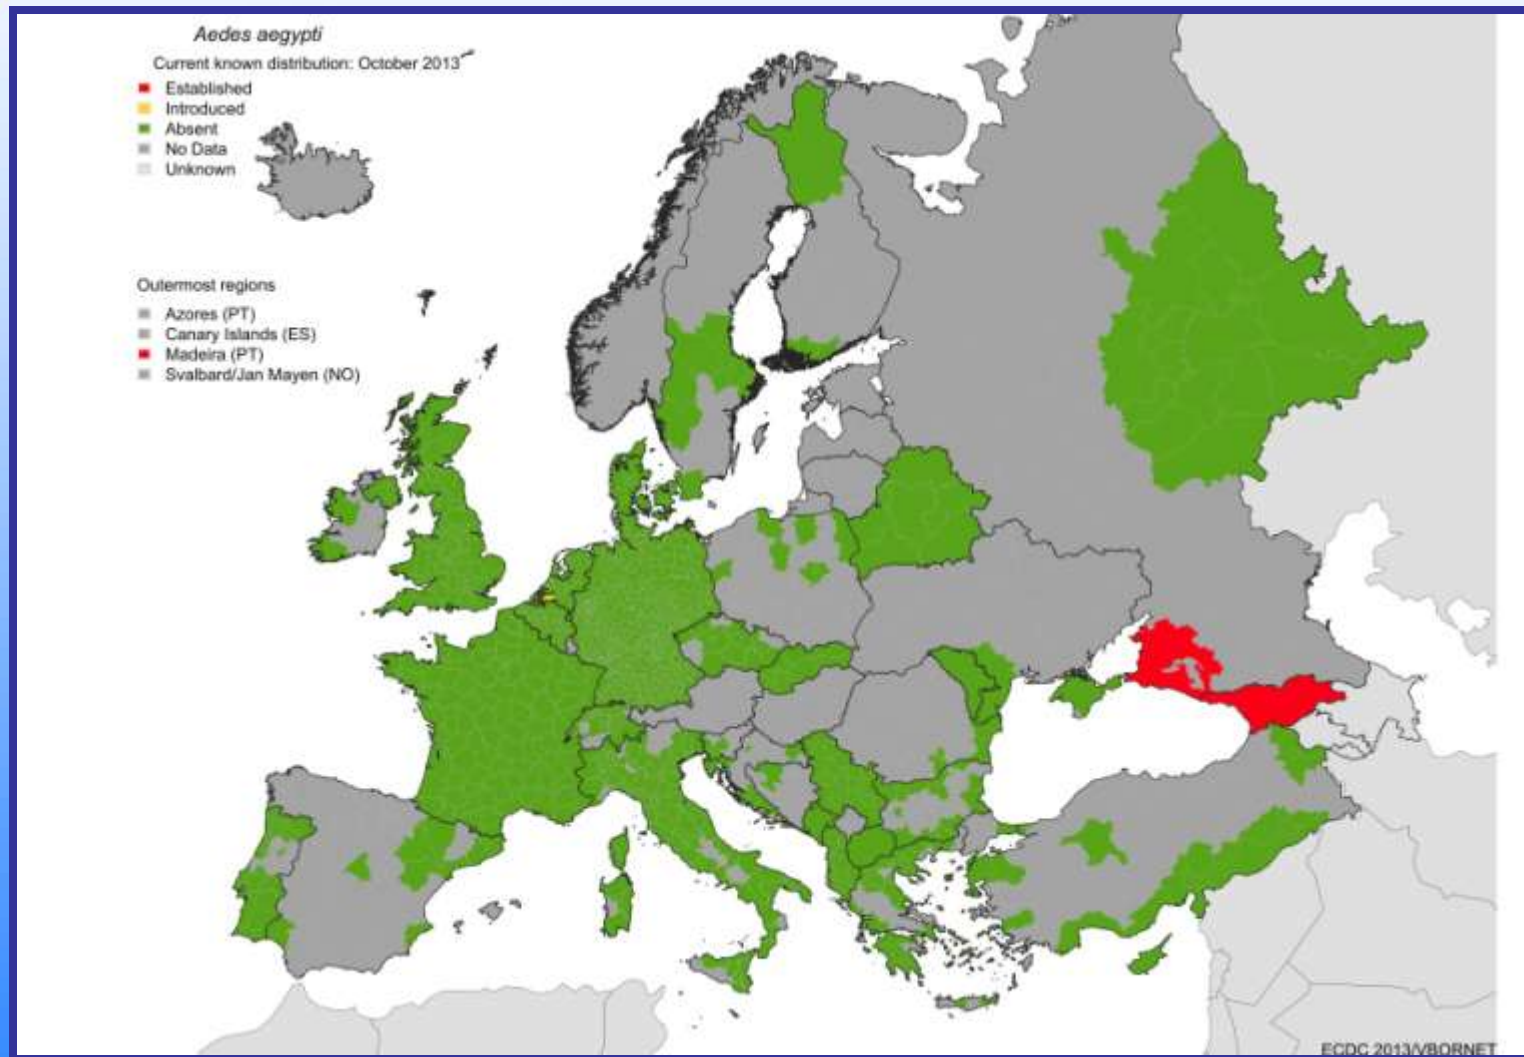 Aedes aegypti
Current known distribution: October 2013
Established
Introduced
Absent
No Data
Unknown
Outermost regions
Azores (PT)
Canary Islands (ES)
Madeira (PT)
Svalbard/Jan Mayen (NO)
ECDC 2013/VBORNET